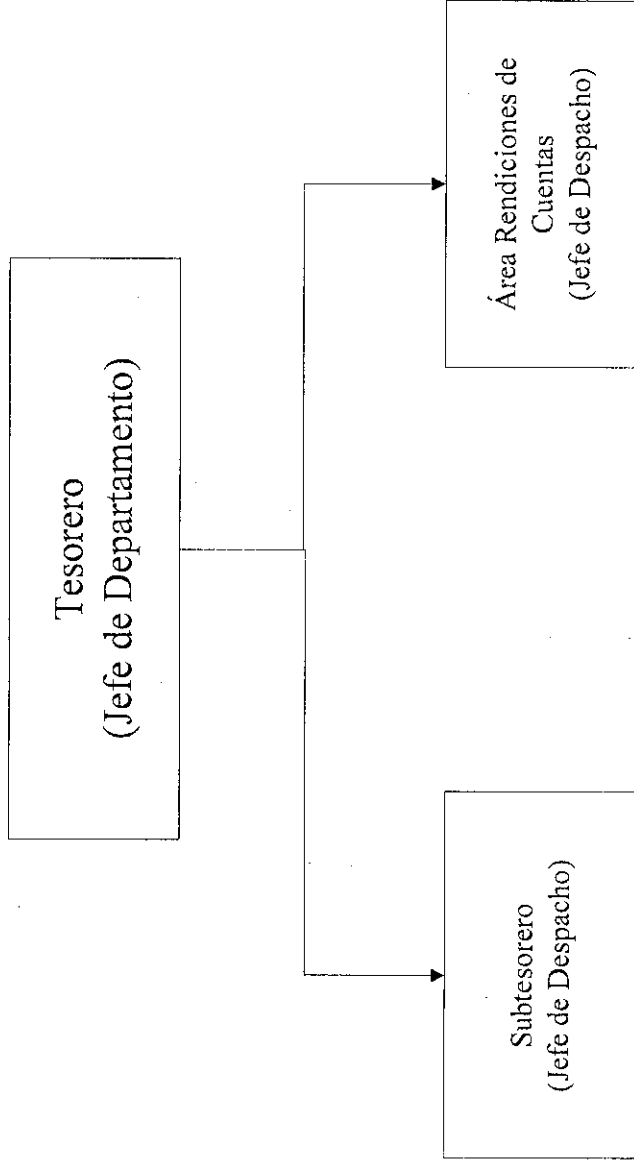 Tesorero
(Jefe de Departamento)
Subtesorero
(Jefe de Despacho)
Área Rendiciones de
Cuentas
(Jefe de Despacho)